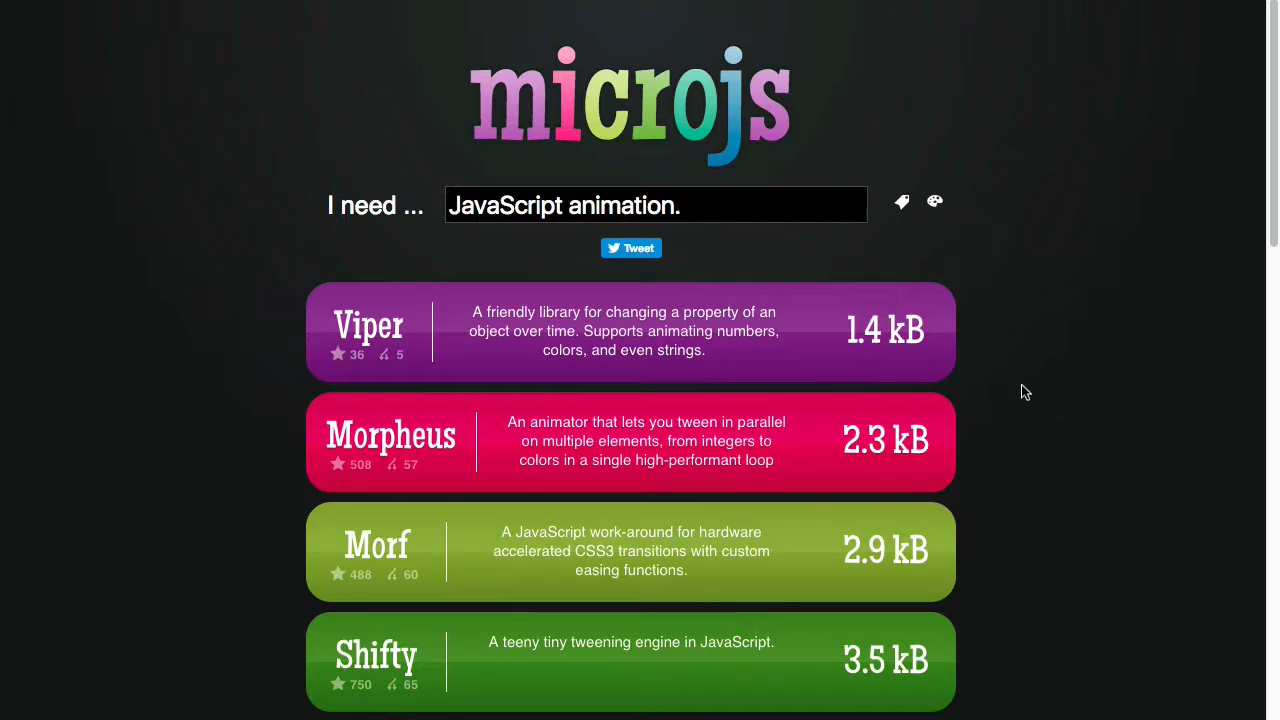 microjs
I need ... JavaScript animation.
Tweet
Viper
36 5
A friendly library for changing a property of an
object over time. Supports animating numbers,
colors, and even strings.
1.4 kB
Morpheus
508 57
An animator that lets you tween in parallel
on multiple elements, from integers to
colors in a single high-performant loop
2.3 kB
Morf
488 60
A JavaScript work-around for hardware
accelerated CSS3 transitions with custom
easing functions.
2.9 kB
Shifty
750 65
A teeny tiny tweening engine in JavaScript.
3.5 kB